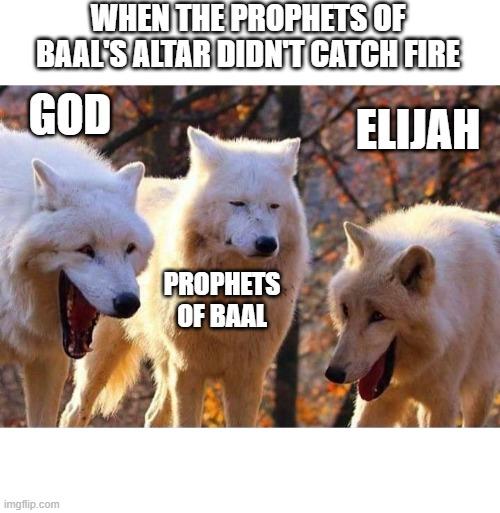 WHEN THE PROPHETS OF
BAAL'S ALTAR DIDN'T CATCH FIRE
GOD
ELIJAH
PROPHETS
OF BAAL
imgflip.com